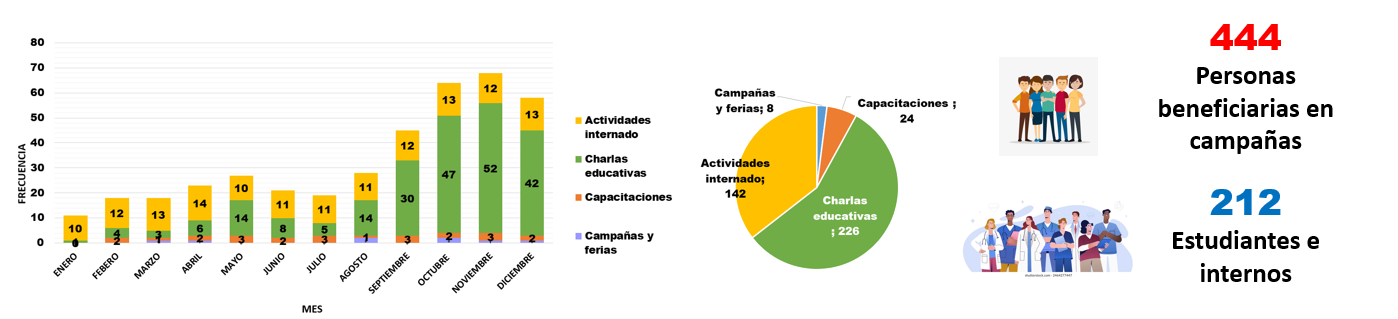 80
70
60
50
40
30
20
10
0
FRECUENCIA
10
12
4
2
13
3
1
14
6
2
10
14
3
11
8
2
11
5
3
11
14
1
12
30
3
13
47
2
12
52
3
13
42
2
ENERO
FEBERO
MARZO
ABRIL
MAYO
JUNIO
JULIO
AGOSTO
SEPTIEMBRE
OCTUBRE
NOVIEMBRE
DICIEMBRE
MES
Actividades
internado
Charlas
educativas
Capacitaciones
Campañas y
ferias
Campañas
y ferias; 8
Capacitaciones ;
24
Actividades
internado;
142
Charlas
educativas
; 226
444
Personas
beneficiarias en
campañas
212
Estudiantes e
internos